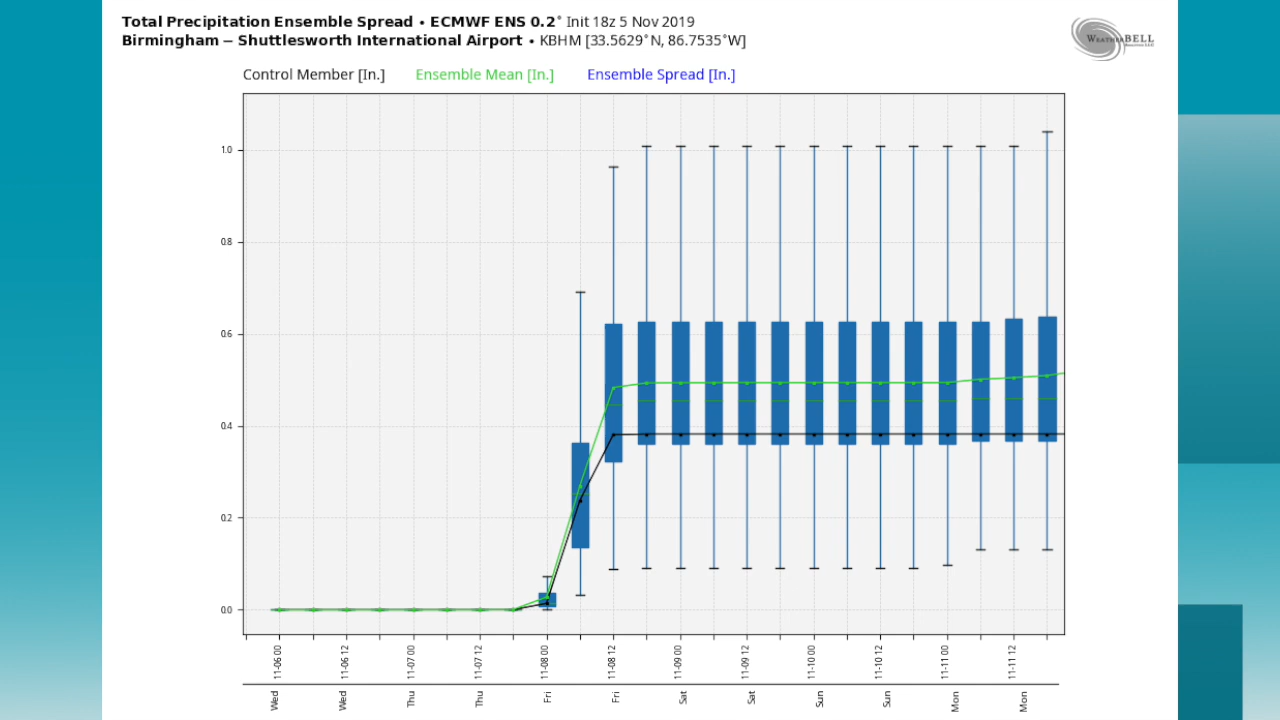 Total Precipitation Ensemble Spread • ECMWF ENS 0.2° Init 18z 5 Nov 2019
Birmingham – Shuttlesworth International Airport • KBHM [33.5629°N, 86.7535°W]
WEATHERBELL
Control Member [In.] Ensemble Mean [In.] Ensemble Spread [In.]
1.0
0.8
0.6
0.4
0.2
0.0
11-06 00 11-06 12 11-07 00 11-07 12 11-08 00 11-08 12 11-09 00 11-09 12 11-10 00 11-10 12 11-11 00 11-11 12
Wed Wed Thu Thu Fri Fri Sat Sat Sun Sun Mon Mon